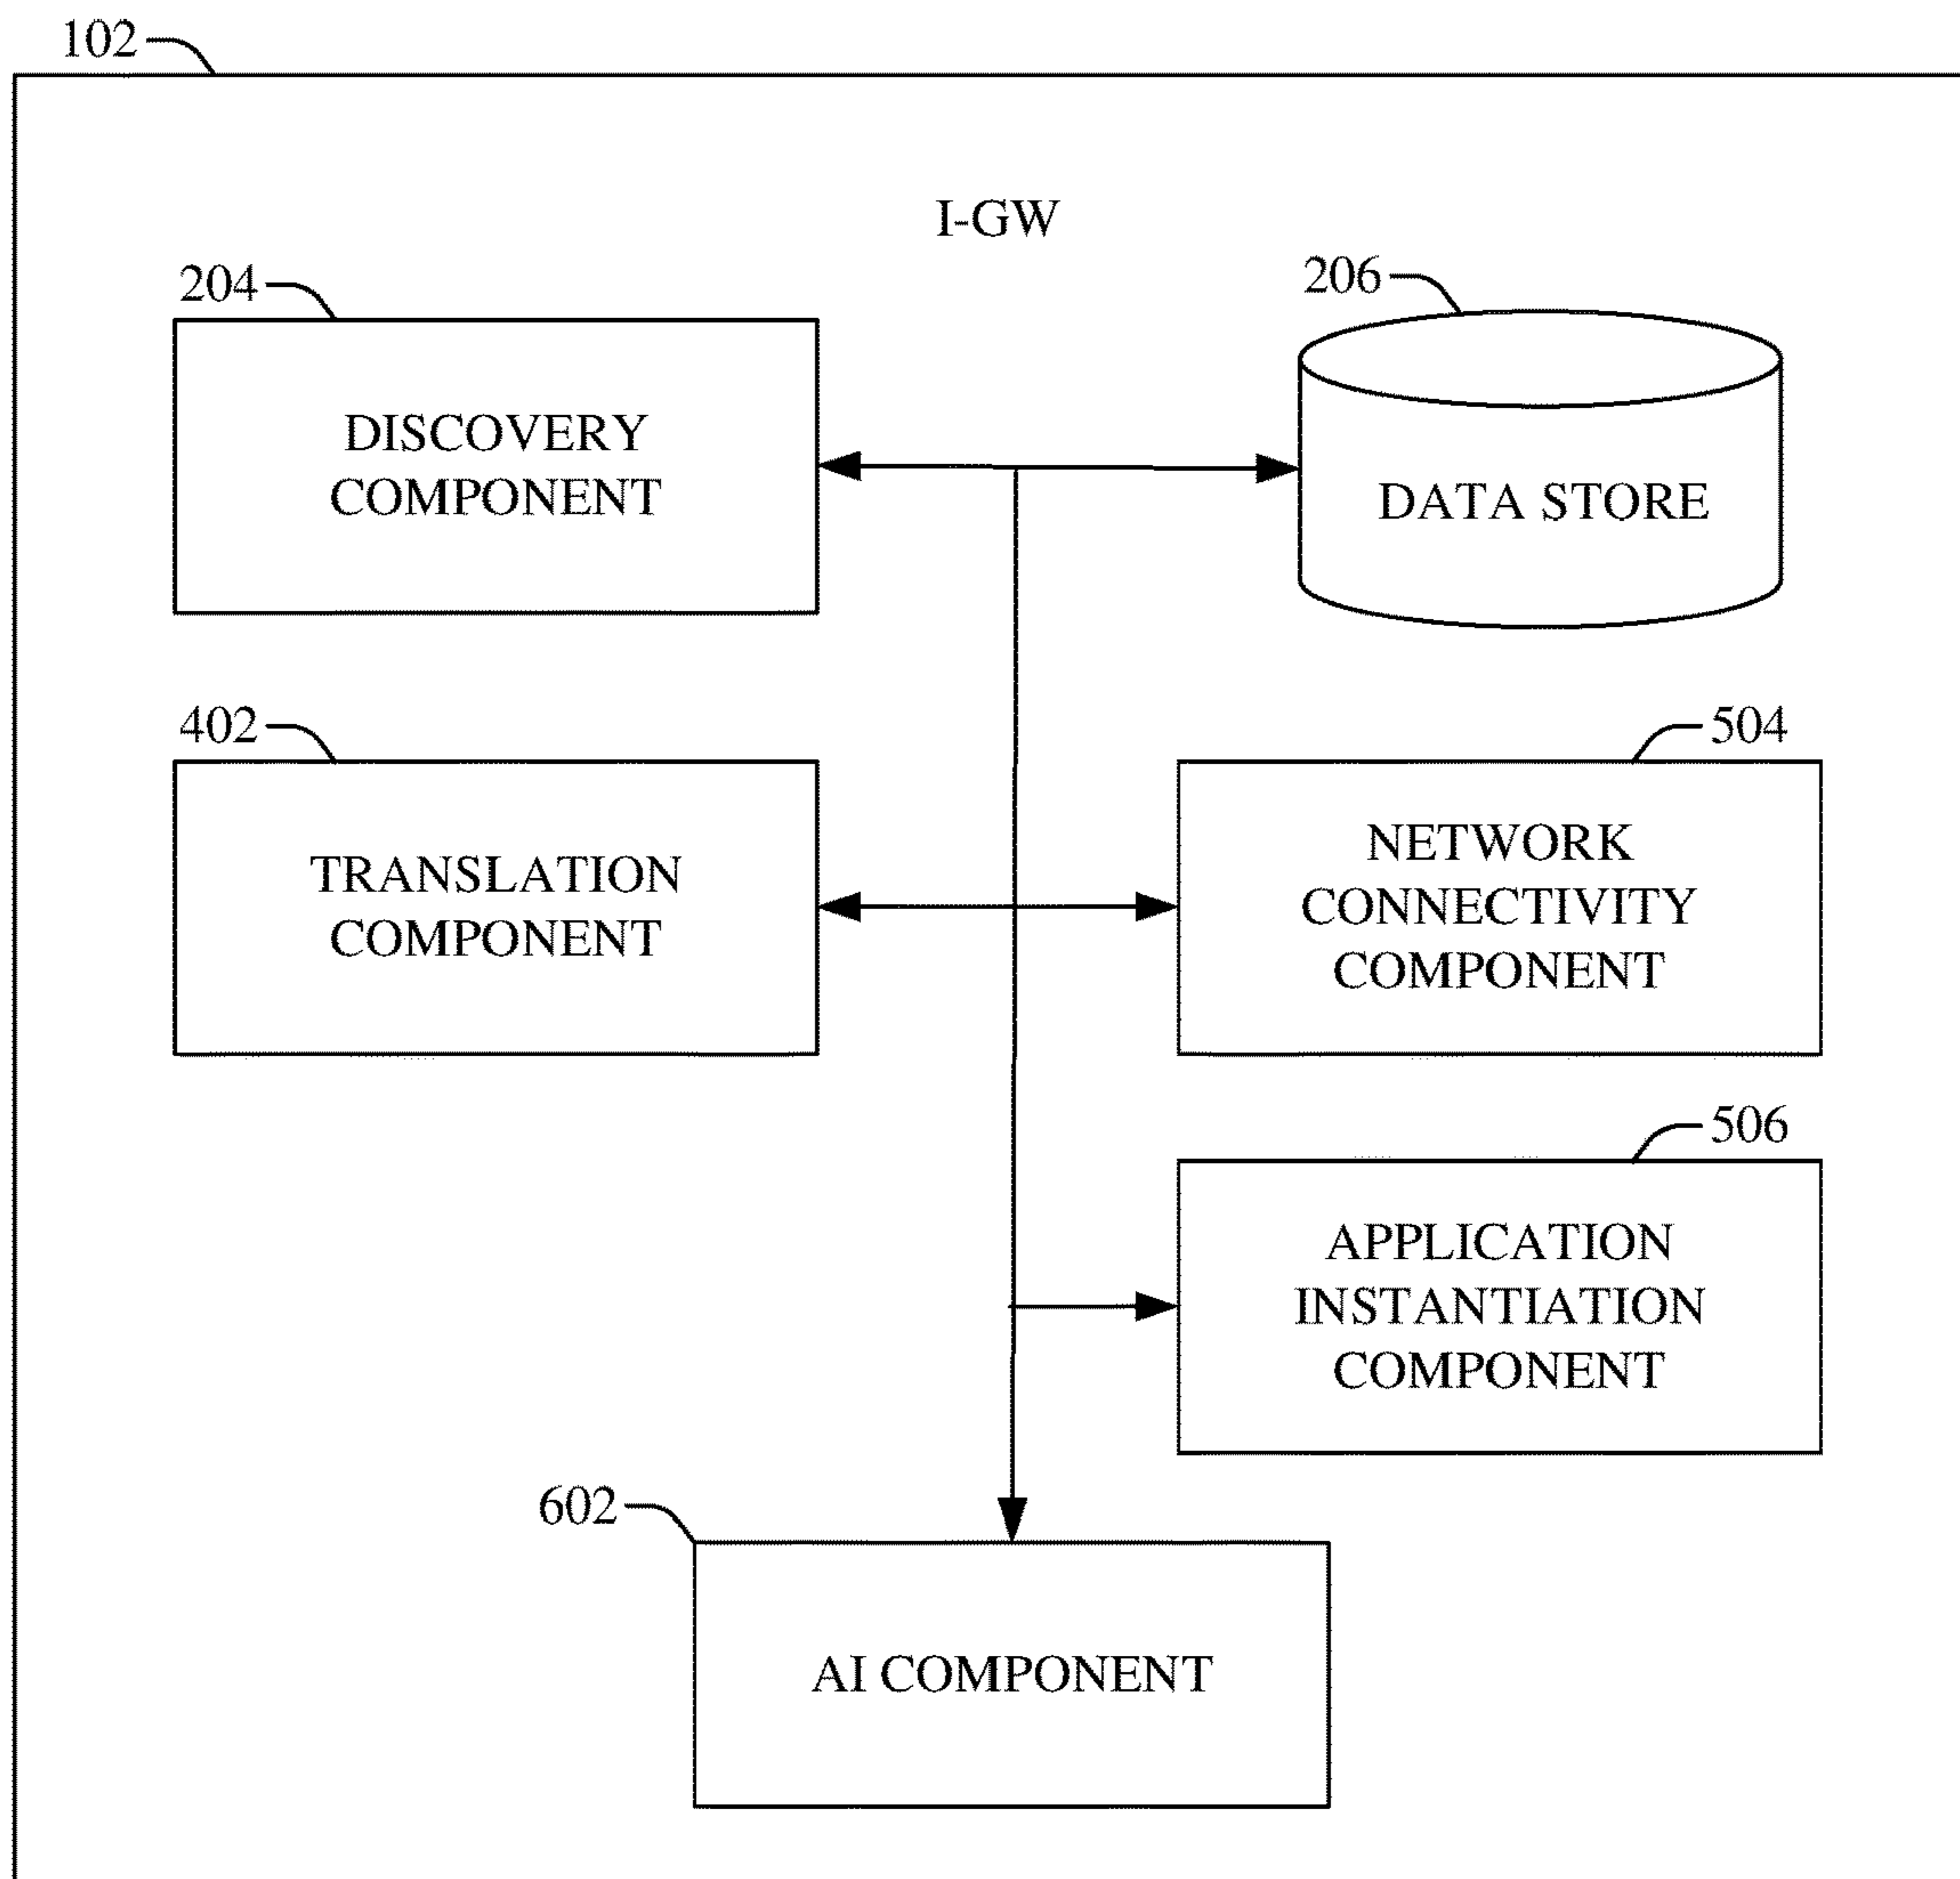 102
I-GW
204
206
DISCOVERY
COMPONENT
DATA STORE
402
504
TRANSLATION
COMPONENT
NETWORK
CONNECTIVITY
COMPONENT
506
APPLICATION
INSTANTIATION
COMPONENT
602
AI COMPONENT